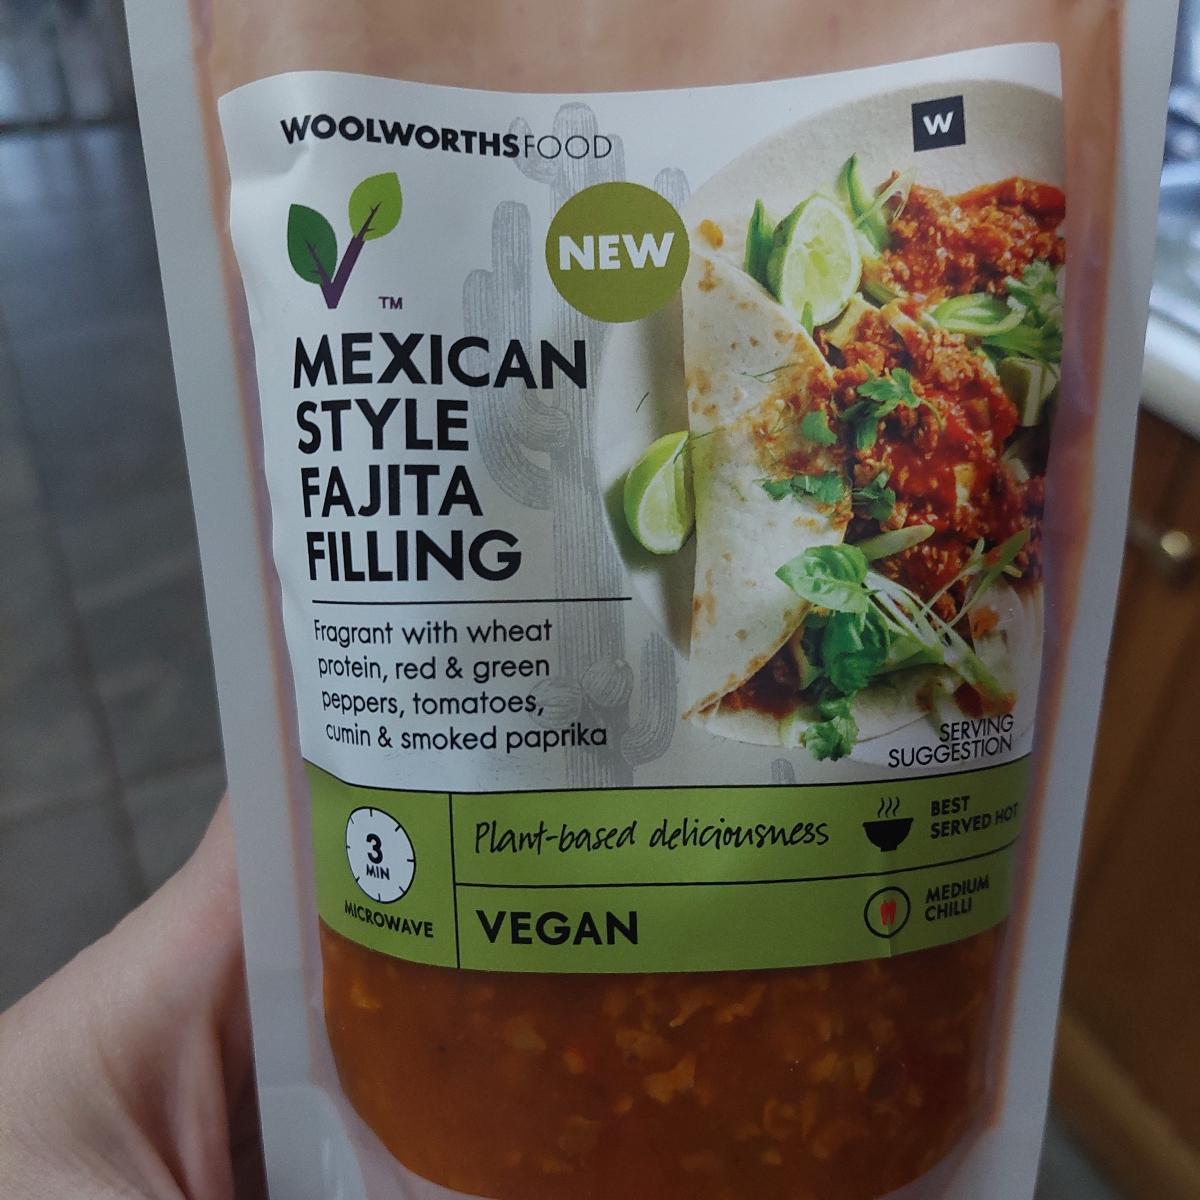 WOOLWORTHSFOOD
W
NEW
TM
MEXICAN
STYLE
FAJITA
FILLING
Fragrant with wheat
protein, red & green
peppers, tomatoes,
cumin & smoked paprika
SERVING
SUGGESTION
3
MIN
MICROWAVE
Plant-based deliciousness
BEST
SERVED HOT
VEGAN
MEDIUM
CHILLI